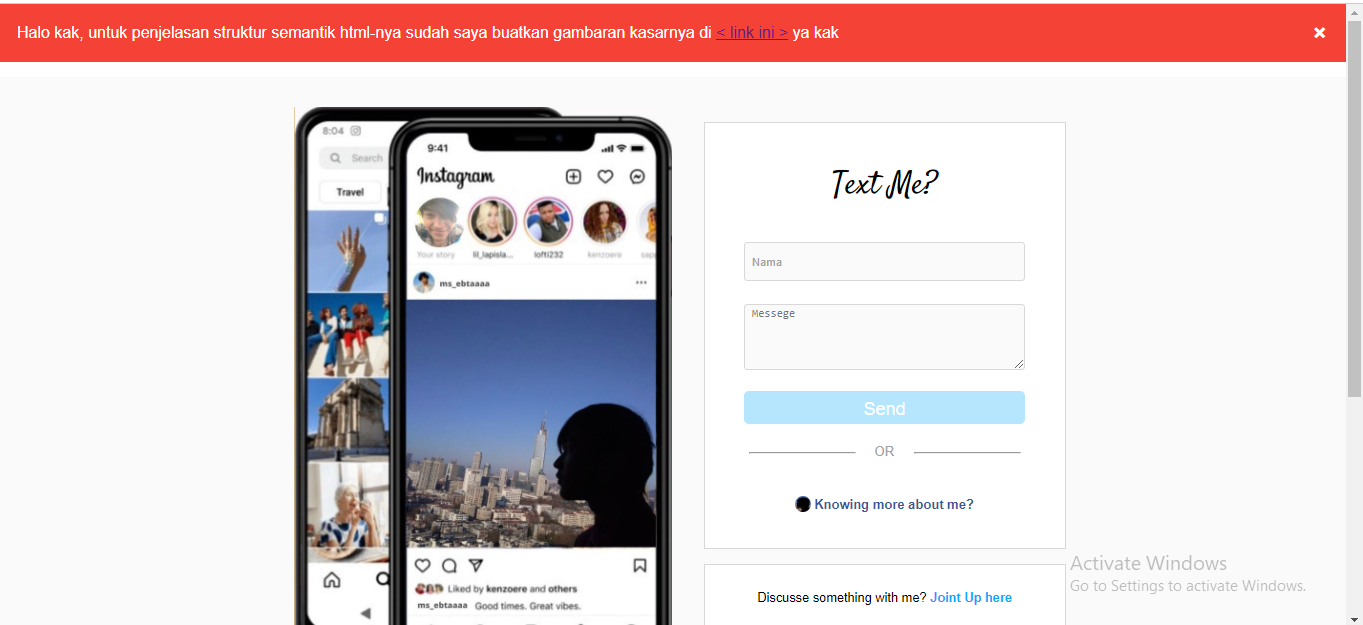 Halo kak, untuk penjelasan struktur semantik html-nya sudah saya buatkan gambaran kasarnya di < link ini > ya kak
×
8:04
Search
Travel
9:41
Instagram
Your story
lil_lapisla...
lofti232
kenzoere
ms_ebtaaaa
Liked by kenzoere and others
ms_ebtaaaa Good times. Great vibes.
Text Me?
Nama
Messege
Send
OR
Knowing more about me?
Discusse something with me? Joint Up here
Activate Windows
Go to Settings to activate Windows.